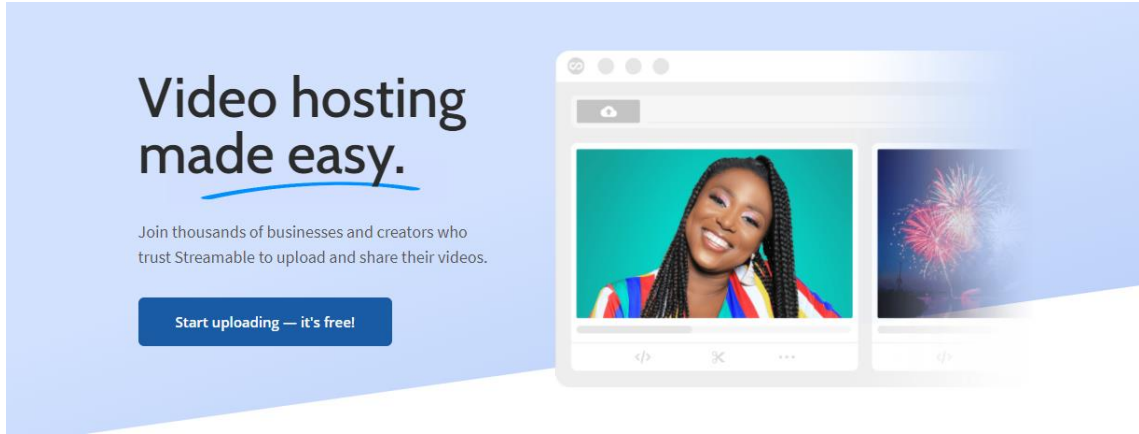 Video hosting
made easy.
Join thousands of businesses and creators who
trust Streamable to upload and share their videos.
Start uploading — it's free!